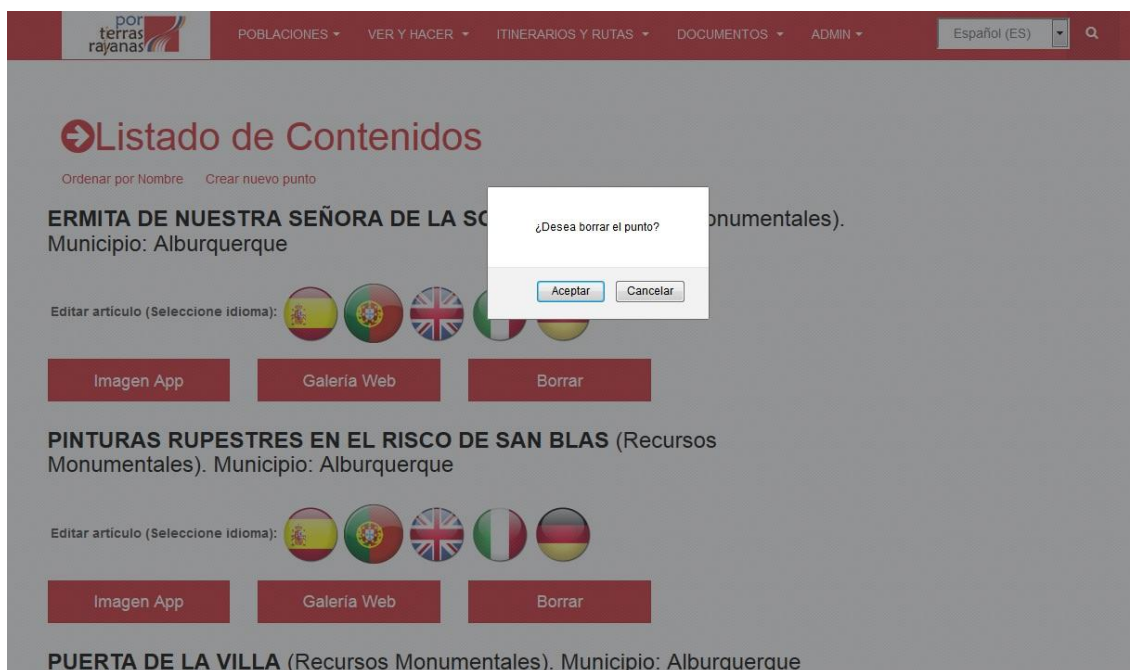 por
terras
rayanas
POBLACIONES VER Y HACER ITINERARIOS Y RUTAS DOCUMENTOS ADMIN Español (ES)
Listado de Contenidos
Ordenar por Nombre Crear nuevo punto
ERMITA DE NUESTRA SEÑORA DE LA
Municipio: Alburquerque
¿Desea borrar el punto?
Aceptar Cancelar
Editar artículo (Seleccione idioma):
Imagen App Galería Web Borrar
PINTURAS RUPESTRES EN EL RISCO DE SAN BLAS (Recursos
Monumentales). Municipio: Alburquerque
Editar artículo (Seleccione idioma):
Imagen App Galería Web Borrar
PUERTA DE LA VILLA (Recursos Monumentales). Municipio: Alburquerque